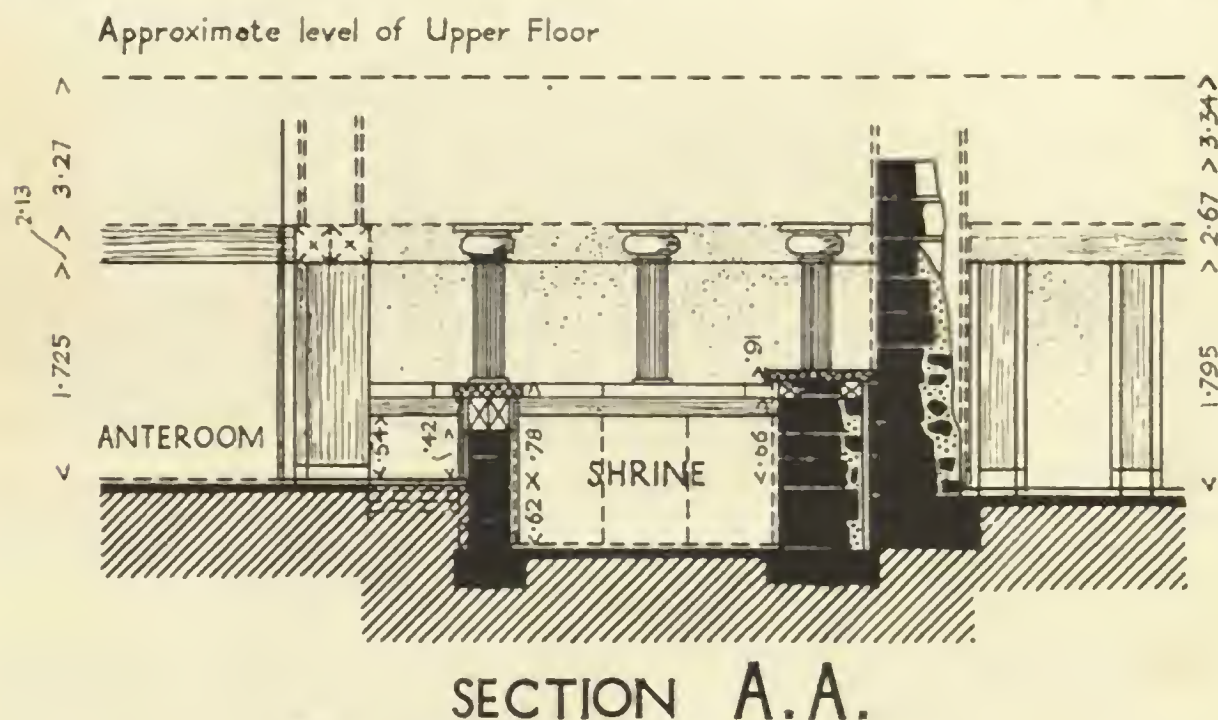 Approximate level of Upper Floor
< 1·725 > 2·13 > 3·27 >
< 1·795 > 2·67 > 3·34 >
ANTEROOM
<·54>
·42
<·62 × ·78
SHRINE
<·66
·91
SECTION A.A.